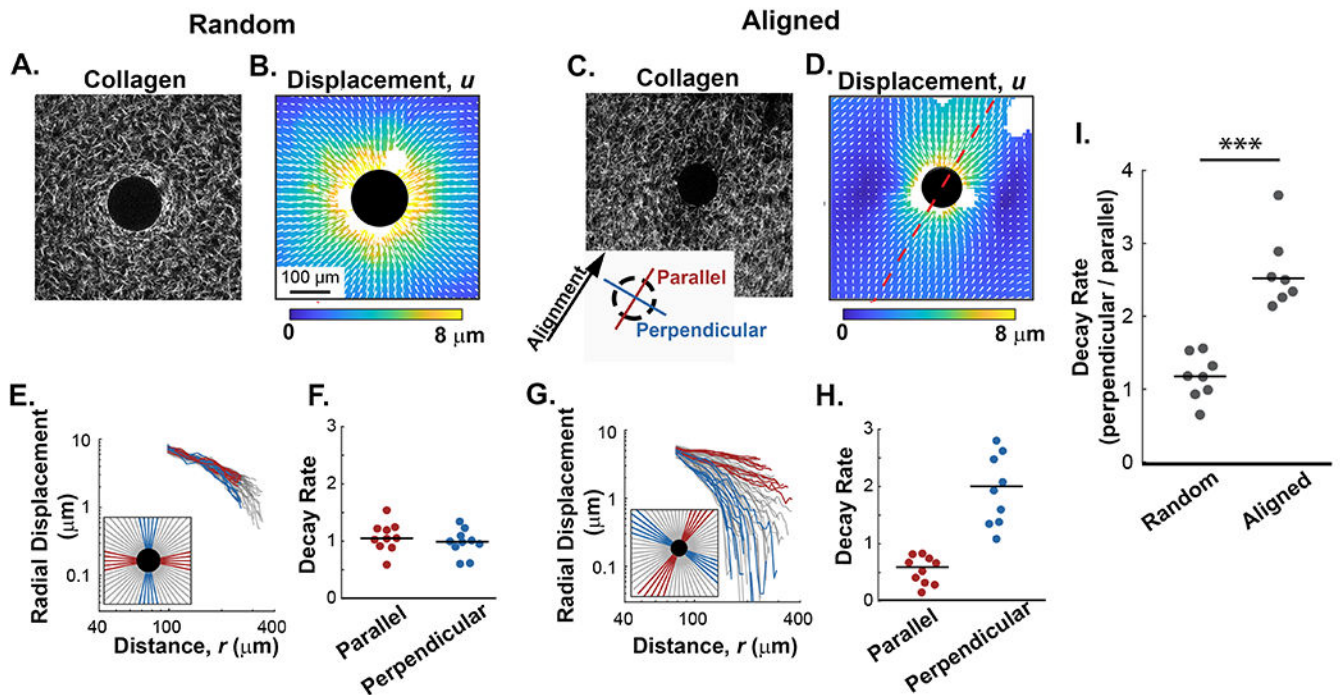 Random
Aligned
A.
Collagen
B.
Displacement, u
100 μm
0
8 μm
C.
Collagen
Alignment
Parallel
Perpendicular
D.
Displacement, u
0
8 μm
I.
***
Decay Rate
(perpendicular / parallel)
4
3
2
1
0
Random
Aligned
E.
Radial Displacement
(μm)
10
1
0.1
40
100
400
Distance, r (μm)
F.
Decay Rate
3
2
1
0
Parallel
Perpendicular
G.
Radial Displacement
(μm)
10
1
0.1
40
100
400
Distance, r (μm)
H.
Decay Rate
3
2
1
0
Parallel
Perpendicular